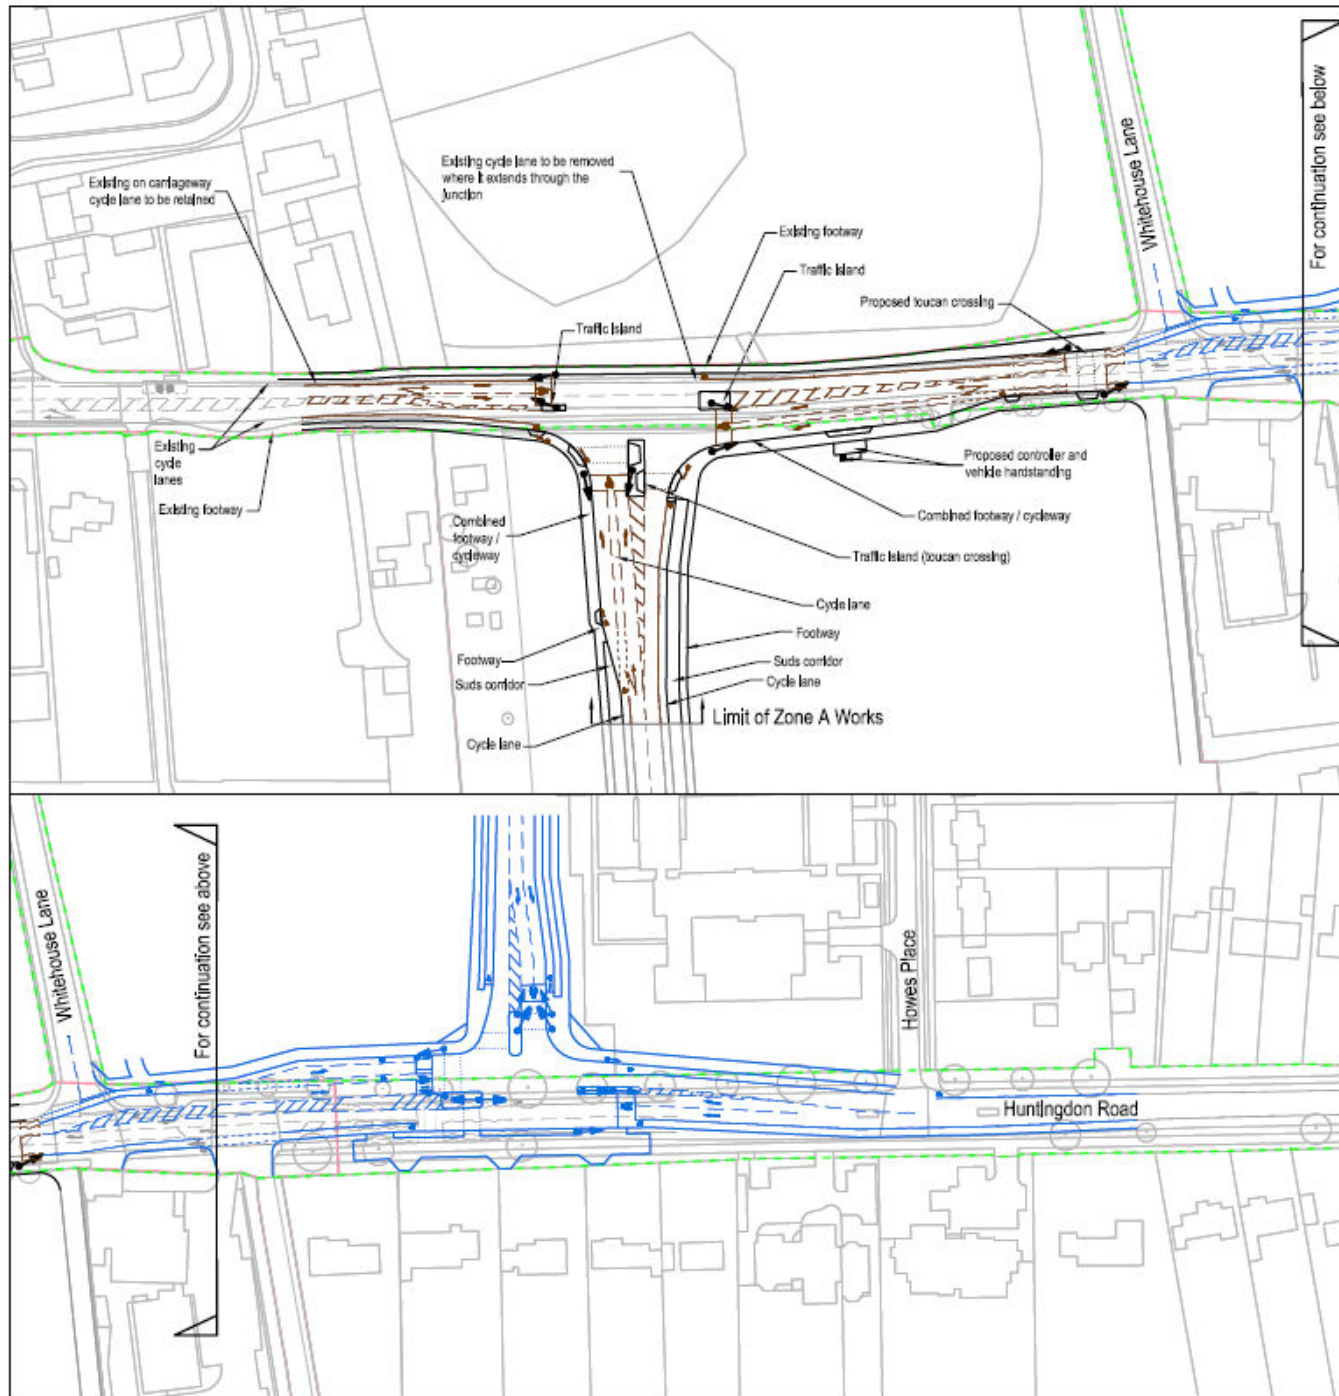 Existing on carriageway
cycle lane to be retained
Existing cycle lane to be removed
where it extends through the
junction
Existing footway
Traffic Island
Proposed toucan crossing
Whitehouse Lane
For continuation see below
Traffic Island
Existing
cycle
lanes
Existing footway
Combined
footway /
cycleway
Proposed controller and
vehicle hardstanding
Combined footway / cycleway
Traffic Island (toucan crossing)
Cycle lane
Footway
Footway
Suds corridor
Suds corridor
Cycle lane
Limit of Zone A Works
Cycle lane
Whitehouse Lane
For continuation see above
Howes Place
Huntingdon Road